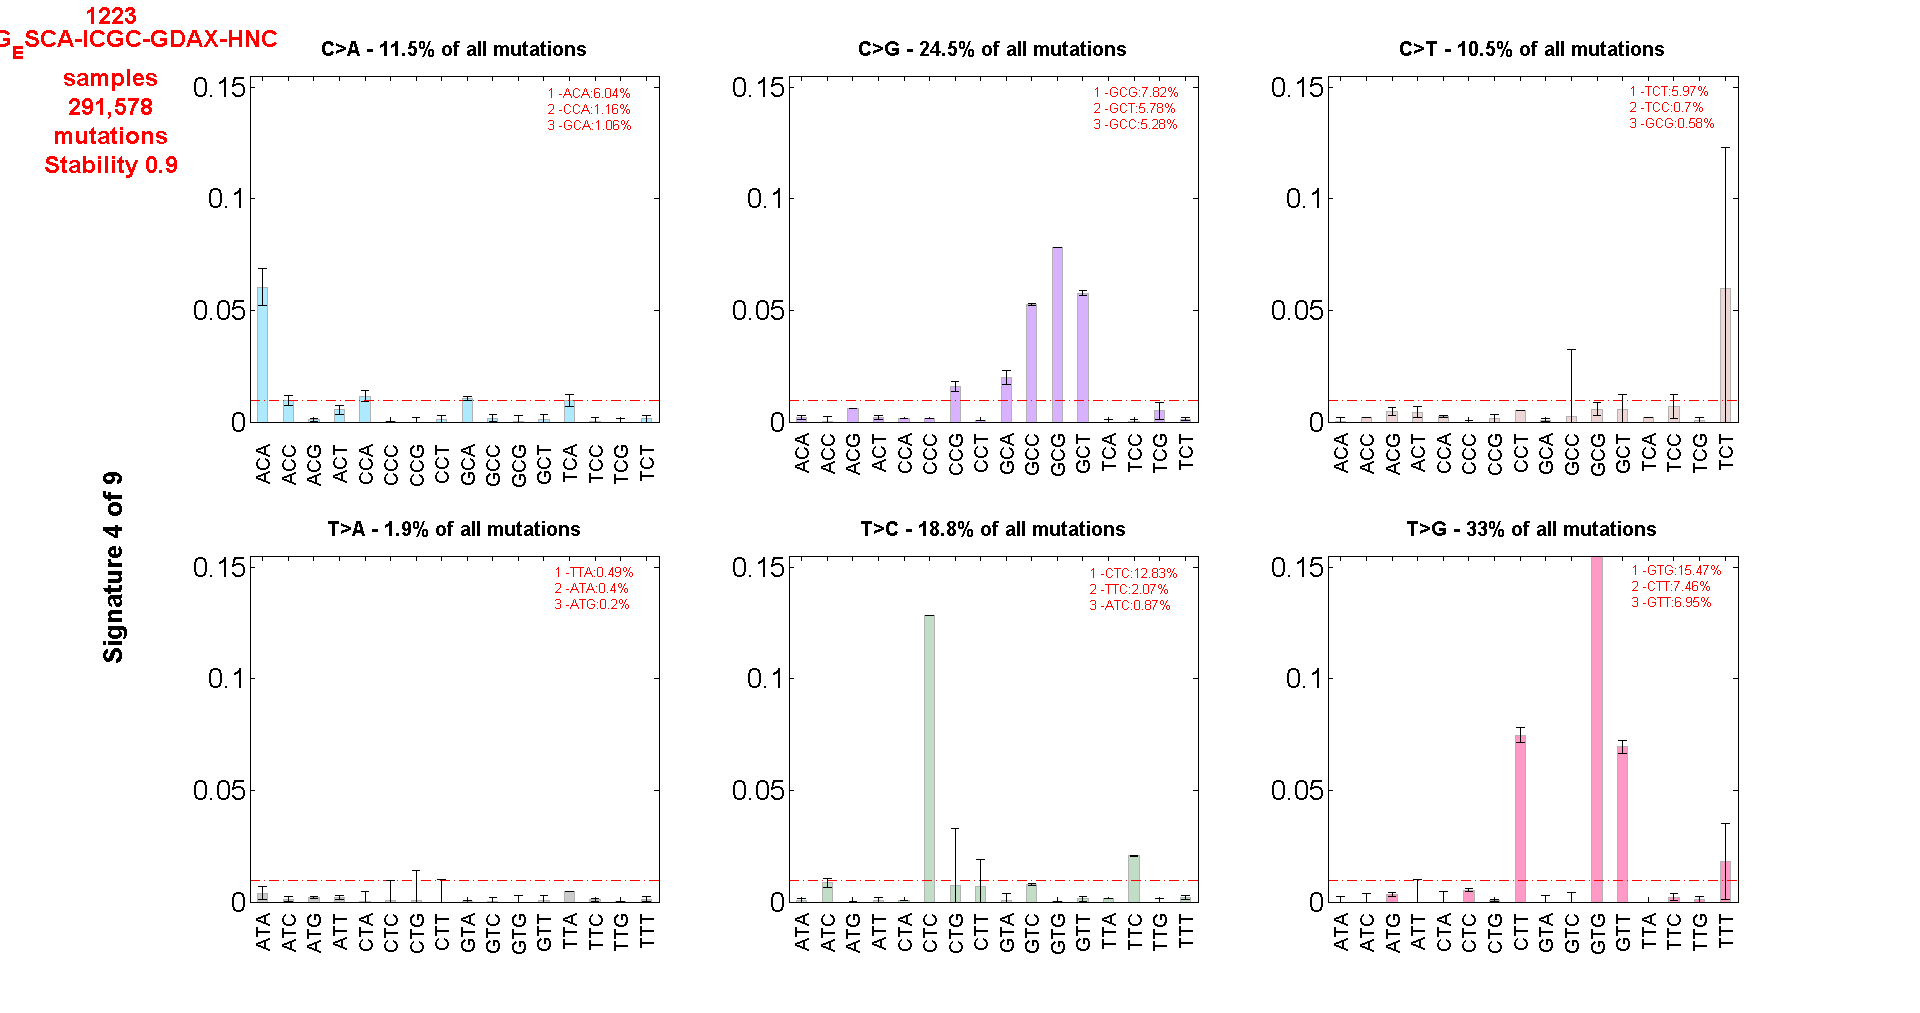 1223
G_ESCA-ICGC-GDAX-HNC
samples
291,578
mutations
Stability 0.9
Signature 4 of 9
C>A - 11.5% of all mutations
1 -ACA:6.04%
2 -CCA:1.16%
3 -GCA:1.06%
0.15
0.1
0.05
0
ACA ACC ACG ACT CCA CCC CCG CCT GCA GCC GCG GCT TCA TCC TCG TCT
C>G - 24.5% of all mutations
1 -GCG:7.82%
2 -GCT:5.78%
3 -GCC:5.28%
0.15
0.1
0.05
0
ACA ACC ACG ACT CCA CCC CCG CCT GCA GCC GCG GCT TCA TCC TCG TCT
C>T - 10.5% of all mutations
1 -TCT:5.97%
2 -TCC:0.7%
3 -GCG:0.58%
0.15
0.1
0.05
0
ACA ACC ACG ACT CCA CCC CCG CCT GCA GCC GCG GCT TCA TCC TCG TCT
T>A - 1.9% of all mutations
1 -TTA:0.49%
2 -ATA:0.4%
3 -ATG:0.2%
0.15
0.1
0.05
0
ATA ATC ATG ATT CTA CTC CTG CTT GTA GTC GTG GTT TTA TTC TTG TTT
T>C - 18.8% of all mutations
1 -CTC:12.83%
2 -TTC:2.07%
3 -ATC:0.87%
0.15
0.1
0.05
0
ATA ATC ATG ATT CTA CTC CTG CTT GTA GTC GTG GTT TTA TTC TTG TTT
T>G - 33% of all mutations
1 -GTG:15.47%
2 -CTT:7.46%
3 -GTT:6.95%
0.15
0.1
0.05
0
ATA ATC ATG ATT CTA CTC CTG CTT GTA GTC GTG GTT TTA TTC TTG TTT